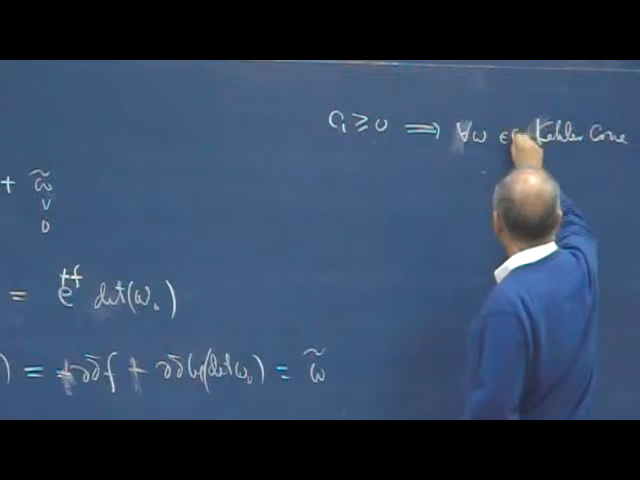 C₁ ≥ 0 ⟹ ∀ω ∈ Kähler Cone
+ ω̃
∨
0
= e^{+f} det(ω₀)
) = +∂∂̄f + ∂∂̄log(det ω₀) = ω̃